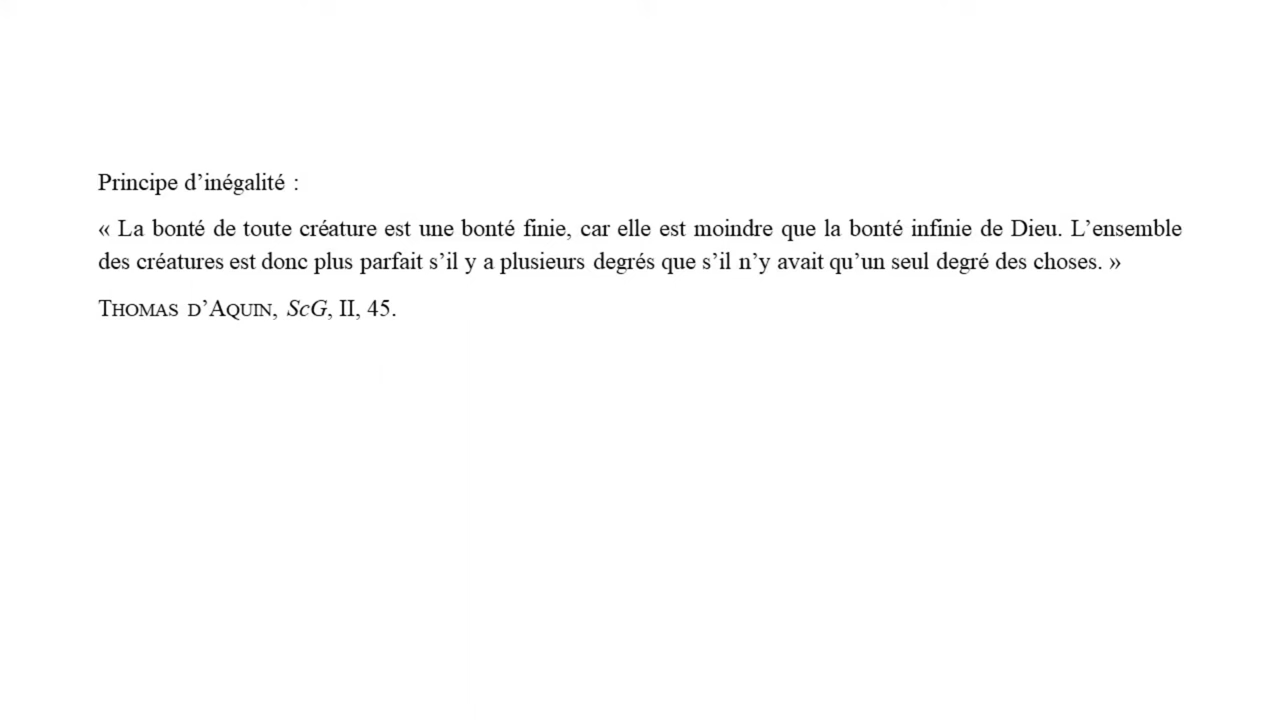 Principe d’inégalité :
« La bonté de toute créature est une bonté finie, car elle est moindre que la bonté infinie de Dieu. L’ensemble
des créatures est donc plus parfait s’il y a plusieurs degrés que s’il n’y avait qu’un seul degré des choses. »
THOMAS D’AQUIN, ScG, II, 45.